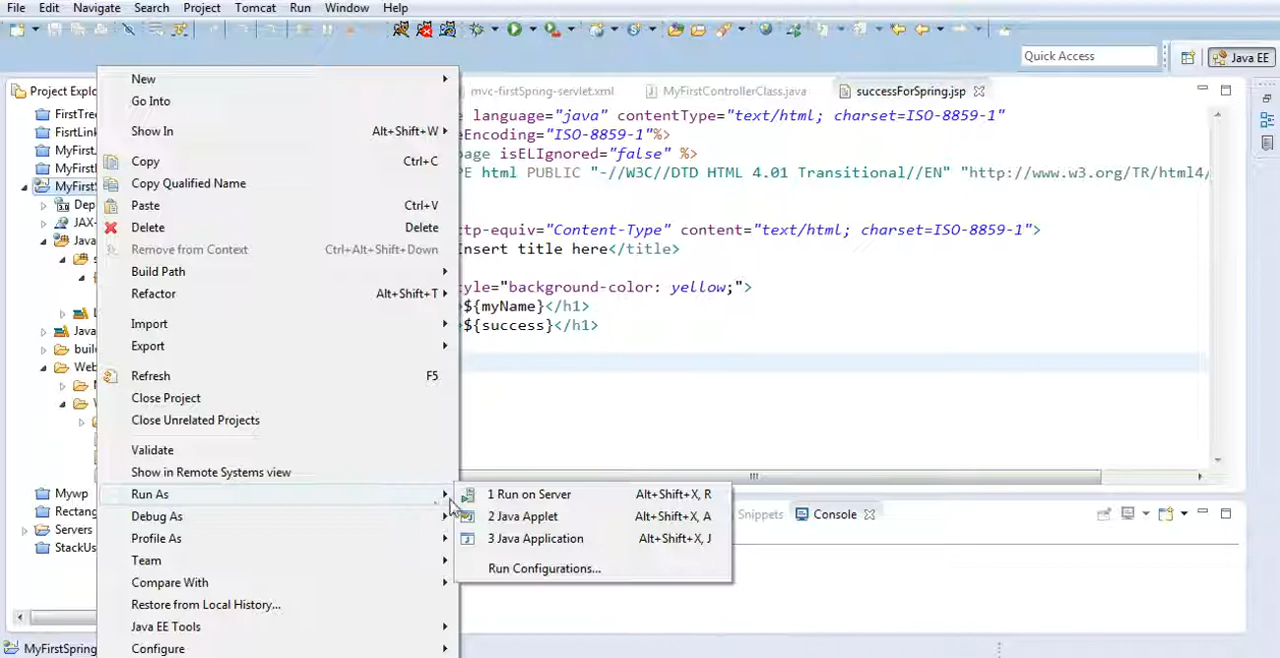 File Edit Navigate Search Project Tomcat Run Window Help
Quick Access
Java EE
Project Explo
mvc-firstSpring-servlet.xml
MyFirstControllerClass.java
successForSpring.jsp
FirstTree
FisrtLink
MyFirst.
MyFirstH
MyFirstS
Dep
JAX-
Java
s
L
Java
buil
Web
Mywp
Rectang
Servers
StackUs
New
Go Into
Show In Alt+Shift+W
Copy Ctrl+C
Copy Qualified Name
Paste Ctrl+V
Delete Delete
Remove from Context Ctrl+Alt+Shift+Down
Build Path
Refactor Alt+Shift+T
Import
Export
Refresh F5
Close Project
Close Unrelated Projects
Validate
Show in Remote Systems view
Run As
Debug As
Profile As
Team
Compare With
Restore from Local History...
Java EE Tools
Configure
1 Run on Server Alt+Shift+X, R
2 Java Applet Alt+Shift+X, A
3 Java Application Alt+Shift+X, J
Run Configurations...
language="java" contentType="text/html; charset=ISO-8859-1"
eEncoding="ISO-8859-1"%>
page isELIgnored="false" %>
PE html PUBLIC "-//W3C//DTD HTML 4.01 Transitional//EN" "http://www.w3.org/TR/html4/
ttp-equiv="Content-Type" content="text/html; charset=ISO-8859-1">
Insert title here</title>
tyle="background-color: yellow;">
>${myName}</h1>
>${success}</h1>
Snippets
Console
MyFirstSpring